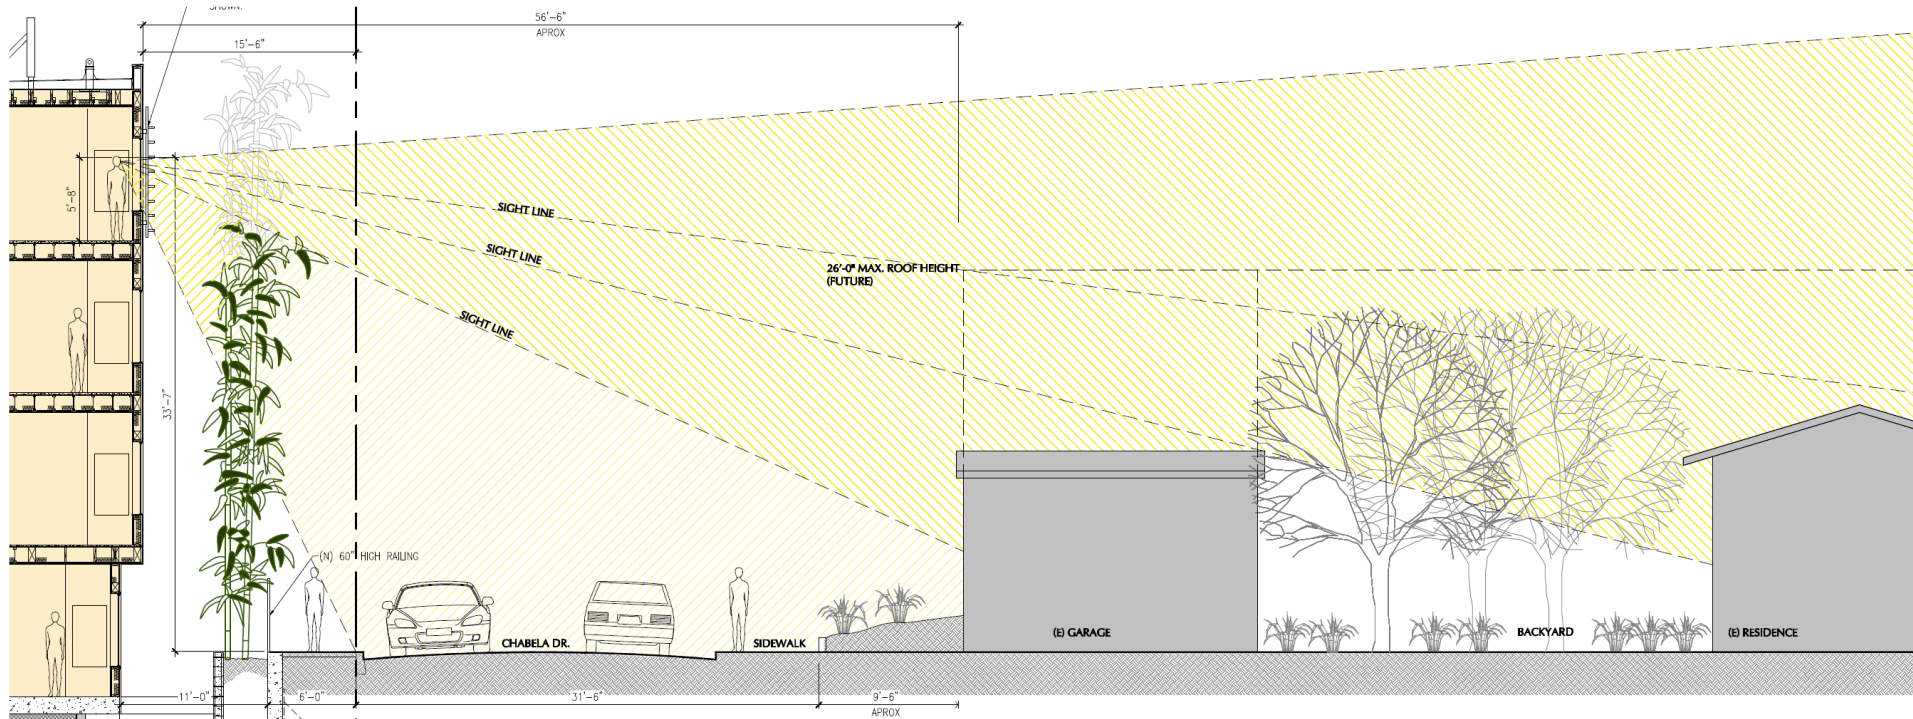 SHOWN.
56'-6"
APROX
15'-6"
5'-8"
SIGHT LINE
SIGHT LINE
26'-0" MAX. ROOF HEIGHT
(FUTURE)
SIGHT LINE
33'-7"
(N) 60" HIGH RAILING
CHABELA DR.
SIDEWALK
(E) GARAGE
BACKYARD
(E) RESIDENCE
11'-0"
6'-0"
31'-6"
9'-6"
APROX